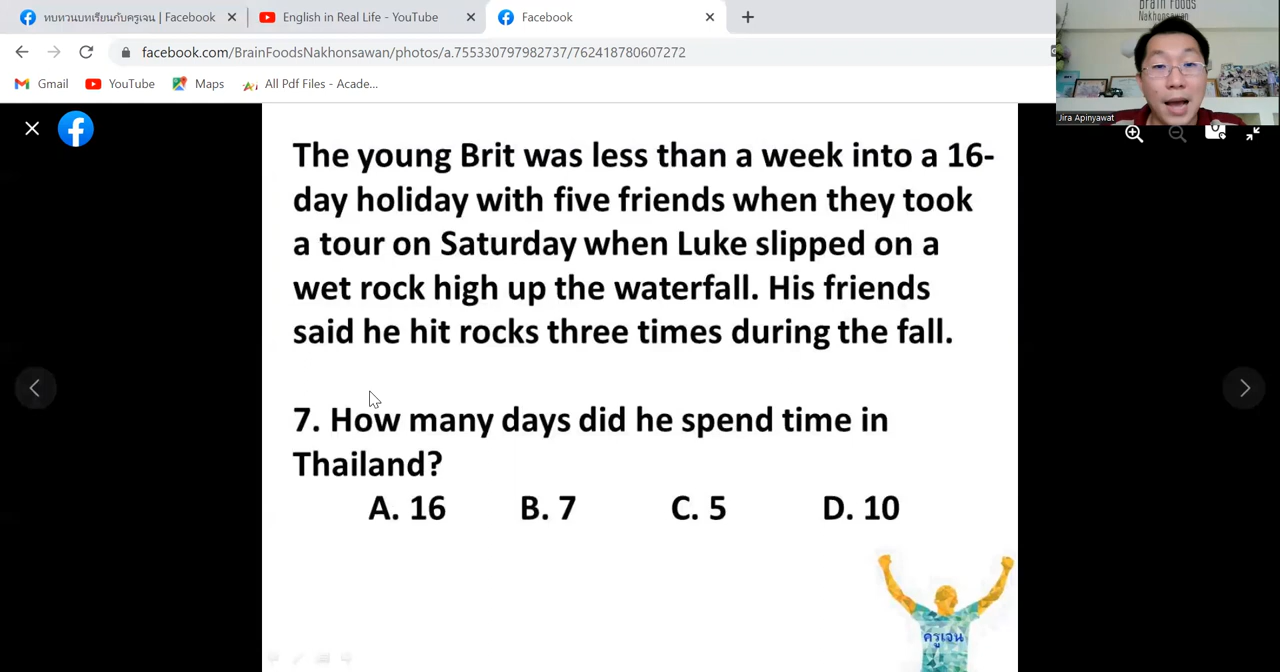 ทบทวนบทเรียนกับครูเจน | Facebook
English in Real Life - YouTube
Facebook
facebook.com/BrainFoodsNakhonsawan/photos/a.755330797982737/762418780607272
Gmail
YouTube
Maps
All Pdf Files - Acade...
Brain Foods
Nakhonsawan
Jira Apinyawat
The young Brit was less than a week into a 16-
day holiday with five friends when they took
a tour on Saturday when Luke slipped on a
wet rock high up the waterfall. His friends
said he hit rocks three times during the fall.
7. How many days did he spend time in
Thailand?
A. 16 B. 7 C. 5 D. 10
ครูเจน